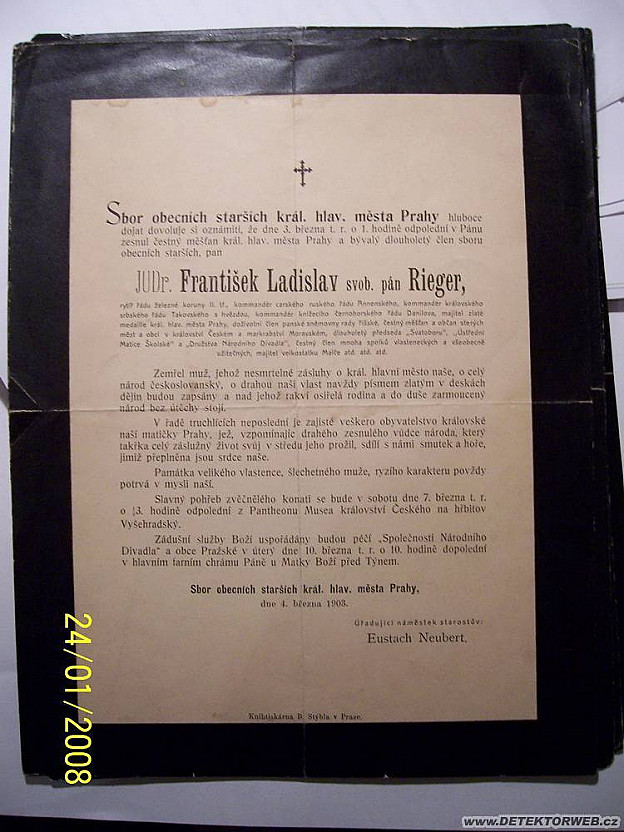 Sbor obecních starších král. hlav. města Prahy hluboce
dojat dovoluje si oznámiti, že dne 3. března t. r. o 1. hodině odpolední v Pánu
zesnul čestný měšťan král. hlav. města Prahy a bývalý dlouholetý člen sboru
obecních starších, pan
JUDr. František Ladislav svob. pán Rieger,
rytíř řádu železné koruny II. tř., kommandér carského ruského řádu Annenského, kommandér královského
srbského řádu Takovského s hvězdou, kommandér knížecího černohorského řádu Danilova, majitel zlaté
medaille král. hlav. města Prahy, doživotní člen panské sněmovny rady říšské, čestný měšťan a občan sterých
měst a obcí v království Českém a markrabství Moravském, dlouholetý předseda „Svatoboru“, „Ústřední
Matice Školské“ a „Družstva Národního Divadla“, čestný člen mnoha spolků vlasteneckých a všeobecně
užitečných, majitel velkostatku Maleče atd. atd. atd.
Zemřel muž, jehož nesmrtelné zásluhy o král. hlavní město naše, o celý
národ československý, o drahou naši vlast navždy písmem zlatým v deskách
dějin budou zapsány a nad jehož rakví osiřelá rodina a do duše zarmoucený
národ bez útěchy stojí.
V řadě truchlících neposlední je zajisté veškero obyvatelstvo královské
naší matičky Prahy, jež, vzpomínajíc drahého zesnulého vůdce národa, který
takřka celý záslužný život svůj v středu jeho prožil, sdílí s námi smutek a hoře,
jimiž přeplněna jsou srdce naše.
Památka velikého vlastence, šlechetného muže, ryzího karakteru povždy
potrvá v mysli naší.
Slavný pohřeb zvěčnělého konati se bude v sobotu dne 7. března t. r.
o ½3. hodině odpolední z Pantheonu Musea království Českého na hřbitov
Vyšehradský.
Zádušní služby Boží uspořádány budou péčí „Společnosti Národního
Divadla“ a obce Pražské v úterý dne 10. března t. r. o 10. hodině dopolední
v hlavním farním chrámu Páně u Matky Boží před Týnem.
Sbor obecních starších král. hlav. města Prahy,
dne 4. března 1903.
Úřadující náměstek starostův:
Eustach Neubert.
Knihtiskárna B. Stýbla v Praze.
24/01/2008
www.DETEKTORWEB.cz